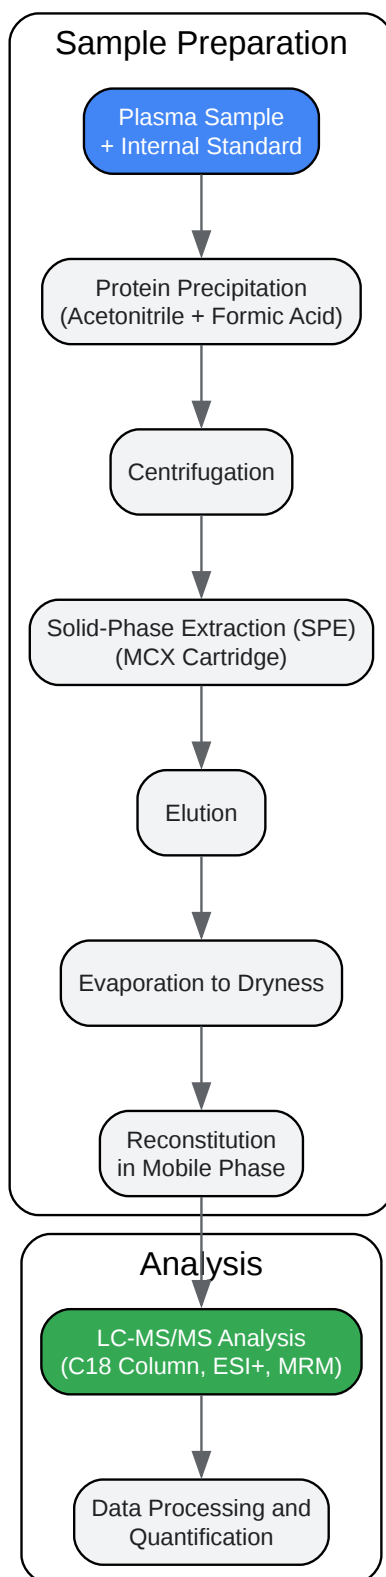 Sample Preparation
Plasma Sample
+ Internal Standard
Protein Precipitation
(Acetonitrile + Formic Acid)
Centrifugation
Solid-Phase Extraction (SPE)
(MCX Cartridge)
Elution
Evaporation to Dryness
Reconstitution
in Mobile Phase
Analysis
LC-MS/MS Analysis
(C18 Column, ESI+, MRM)
Data Processing and
Quantification